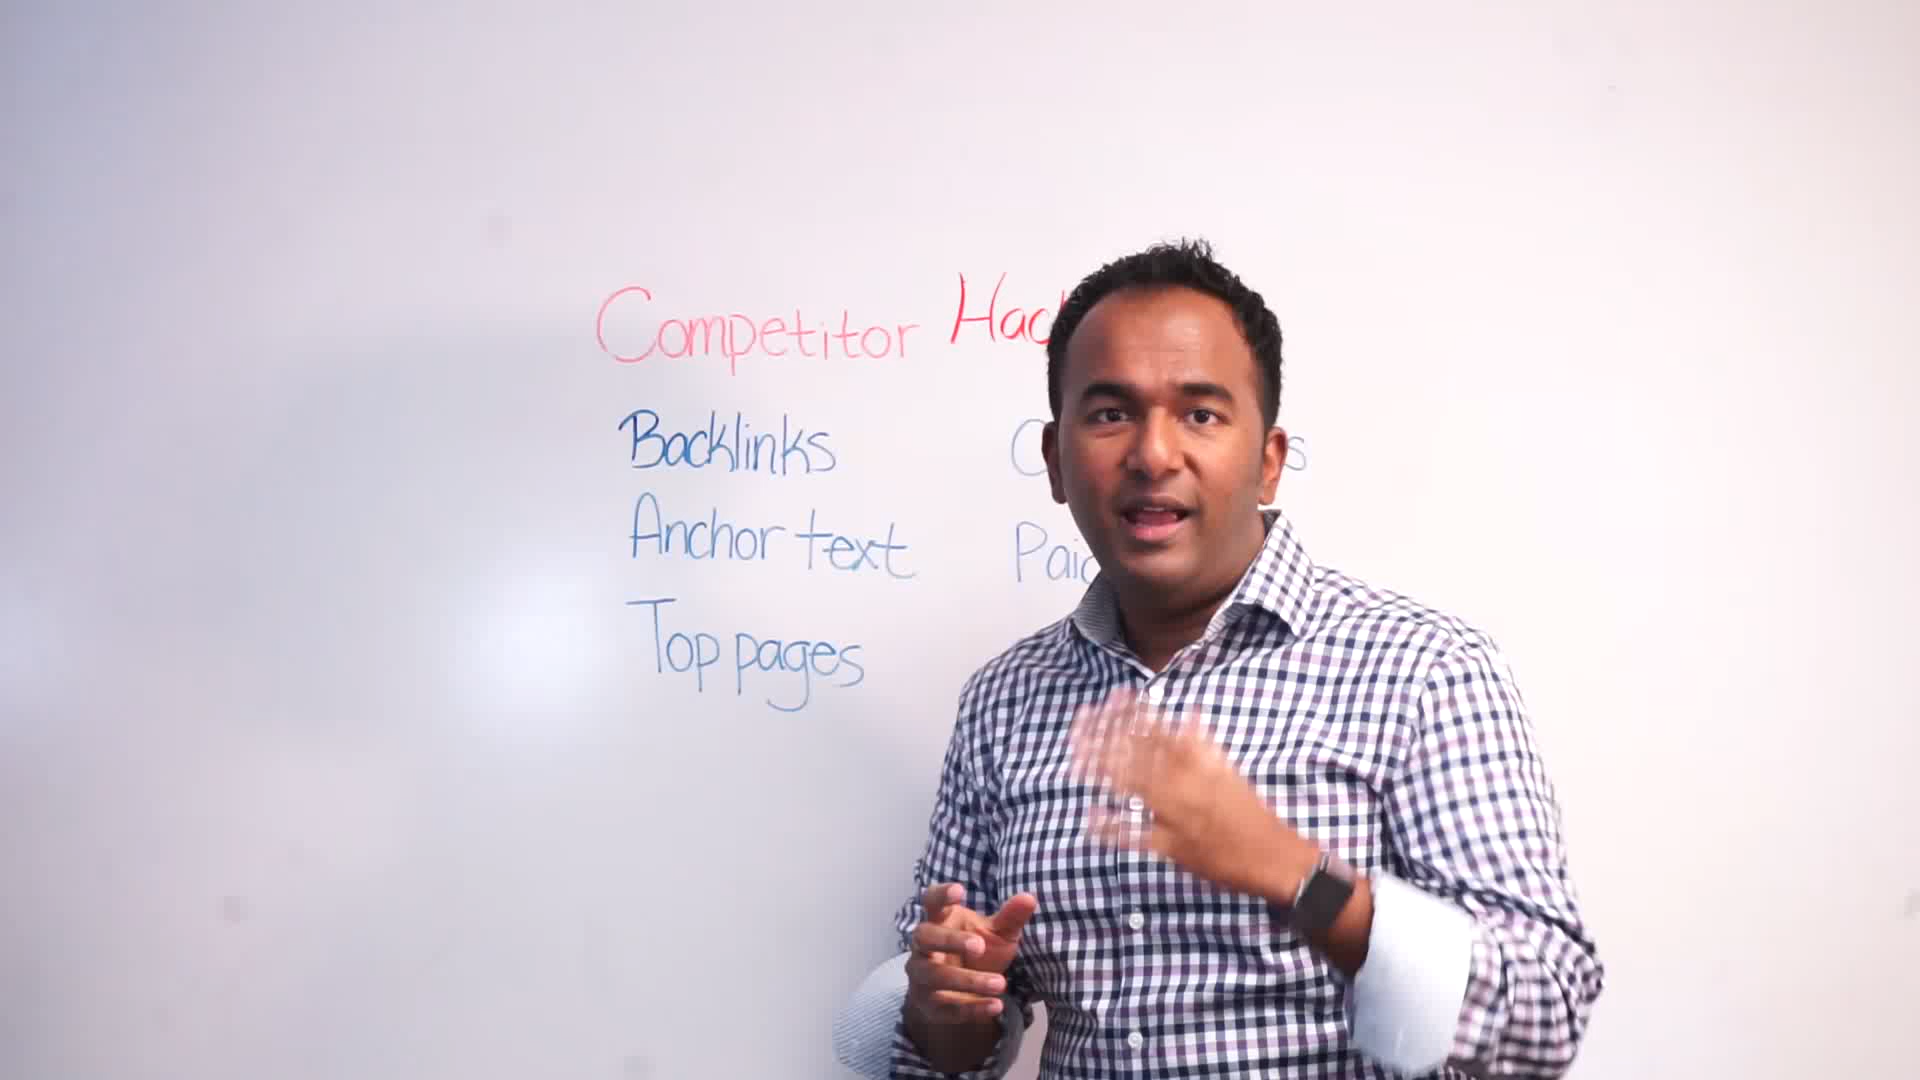 Competitor
Backlinks
Anchor text
Top pages